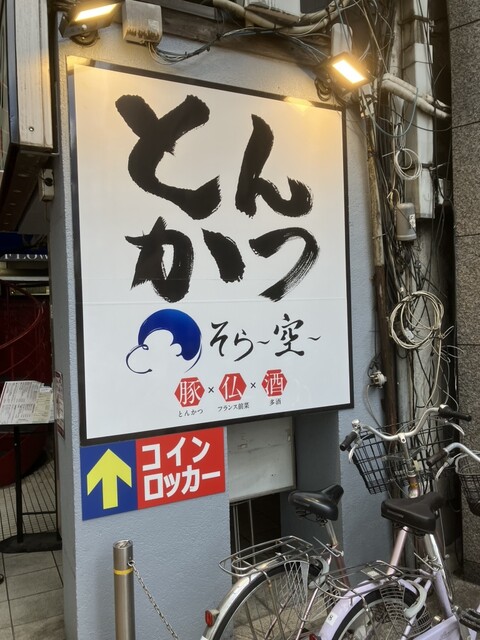 とん
かつ
そら〜空〜
豚×仏×酒
とんかつ フランス前菜 多酒
コイン
ロッカー